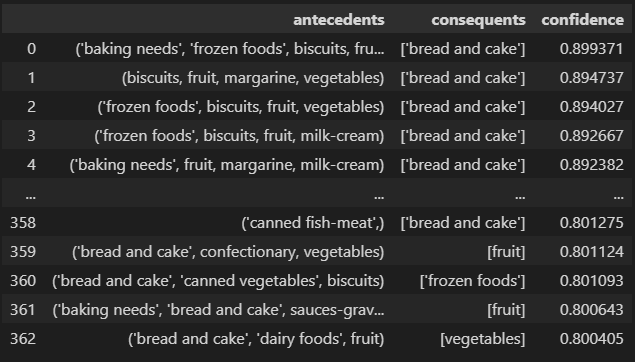 antecedents consequents confidence
0 ('baking needs', 'frozen foods', biscuits, fru... ['bread and cake'] 0.899371
1 (biscuits, fruit, margarine, vegetables) ['bread and cake'] 0.894737
2 ('frozen foods', biscuits, fruit, vegetables) ['bread and cake'] 0.894027
3 ('frozen foods', biscuits, fruit, milk-cream) ['bread and cake'] 0.892667
4 ('baking needs', fruit, margarine, milk-cream) ['bread and cake'] 0.892382
... ... ... ...
358 ('canned fish-meat',) ['bread and cake'] 0.801275
359 ('bread and cake', confectionary, vegetables) [fruit] 0.801124
360 ('bread and cake', 'canned vegetables', biscuits) ['frozen foods'] 0.801093
361 ('baking needs', 'bread and cake', sauces-grav... [fruit] 0.800643
362 ('bread and cake', 'dairy foods', fruit) [vegetables] 0.800405